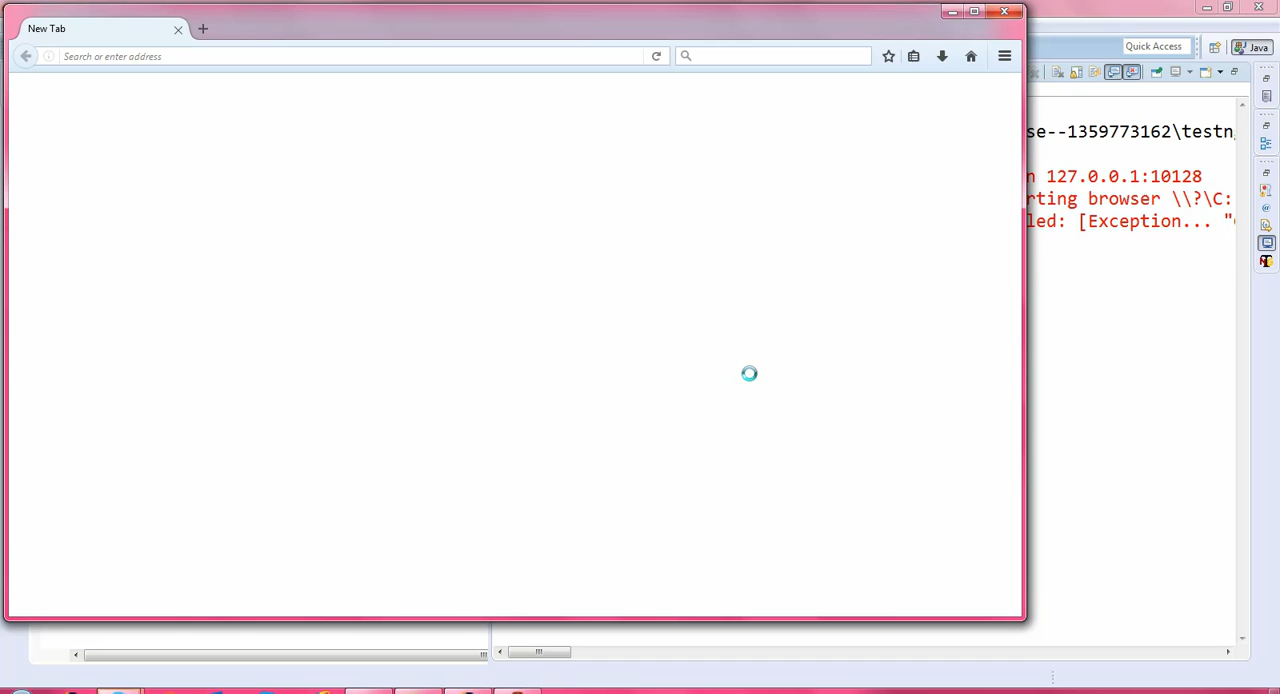 New Tab
Search or enter address
Quick Access
Java
se--1359773162\testn
n 127.0.0.1:10128
rting browser \\?\C:
led: [Exception... "